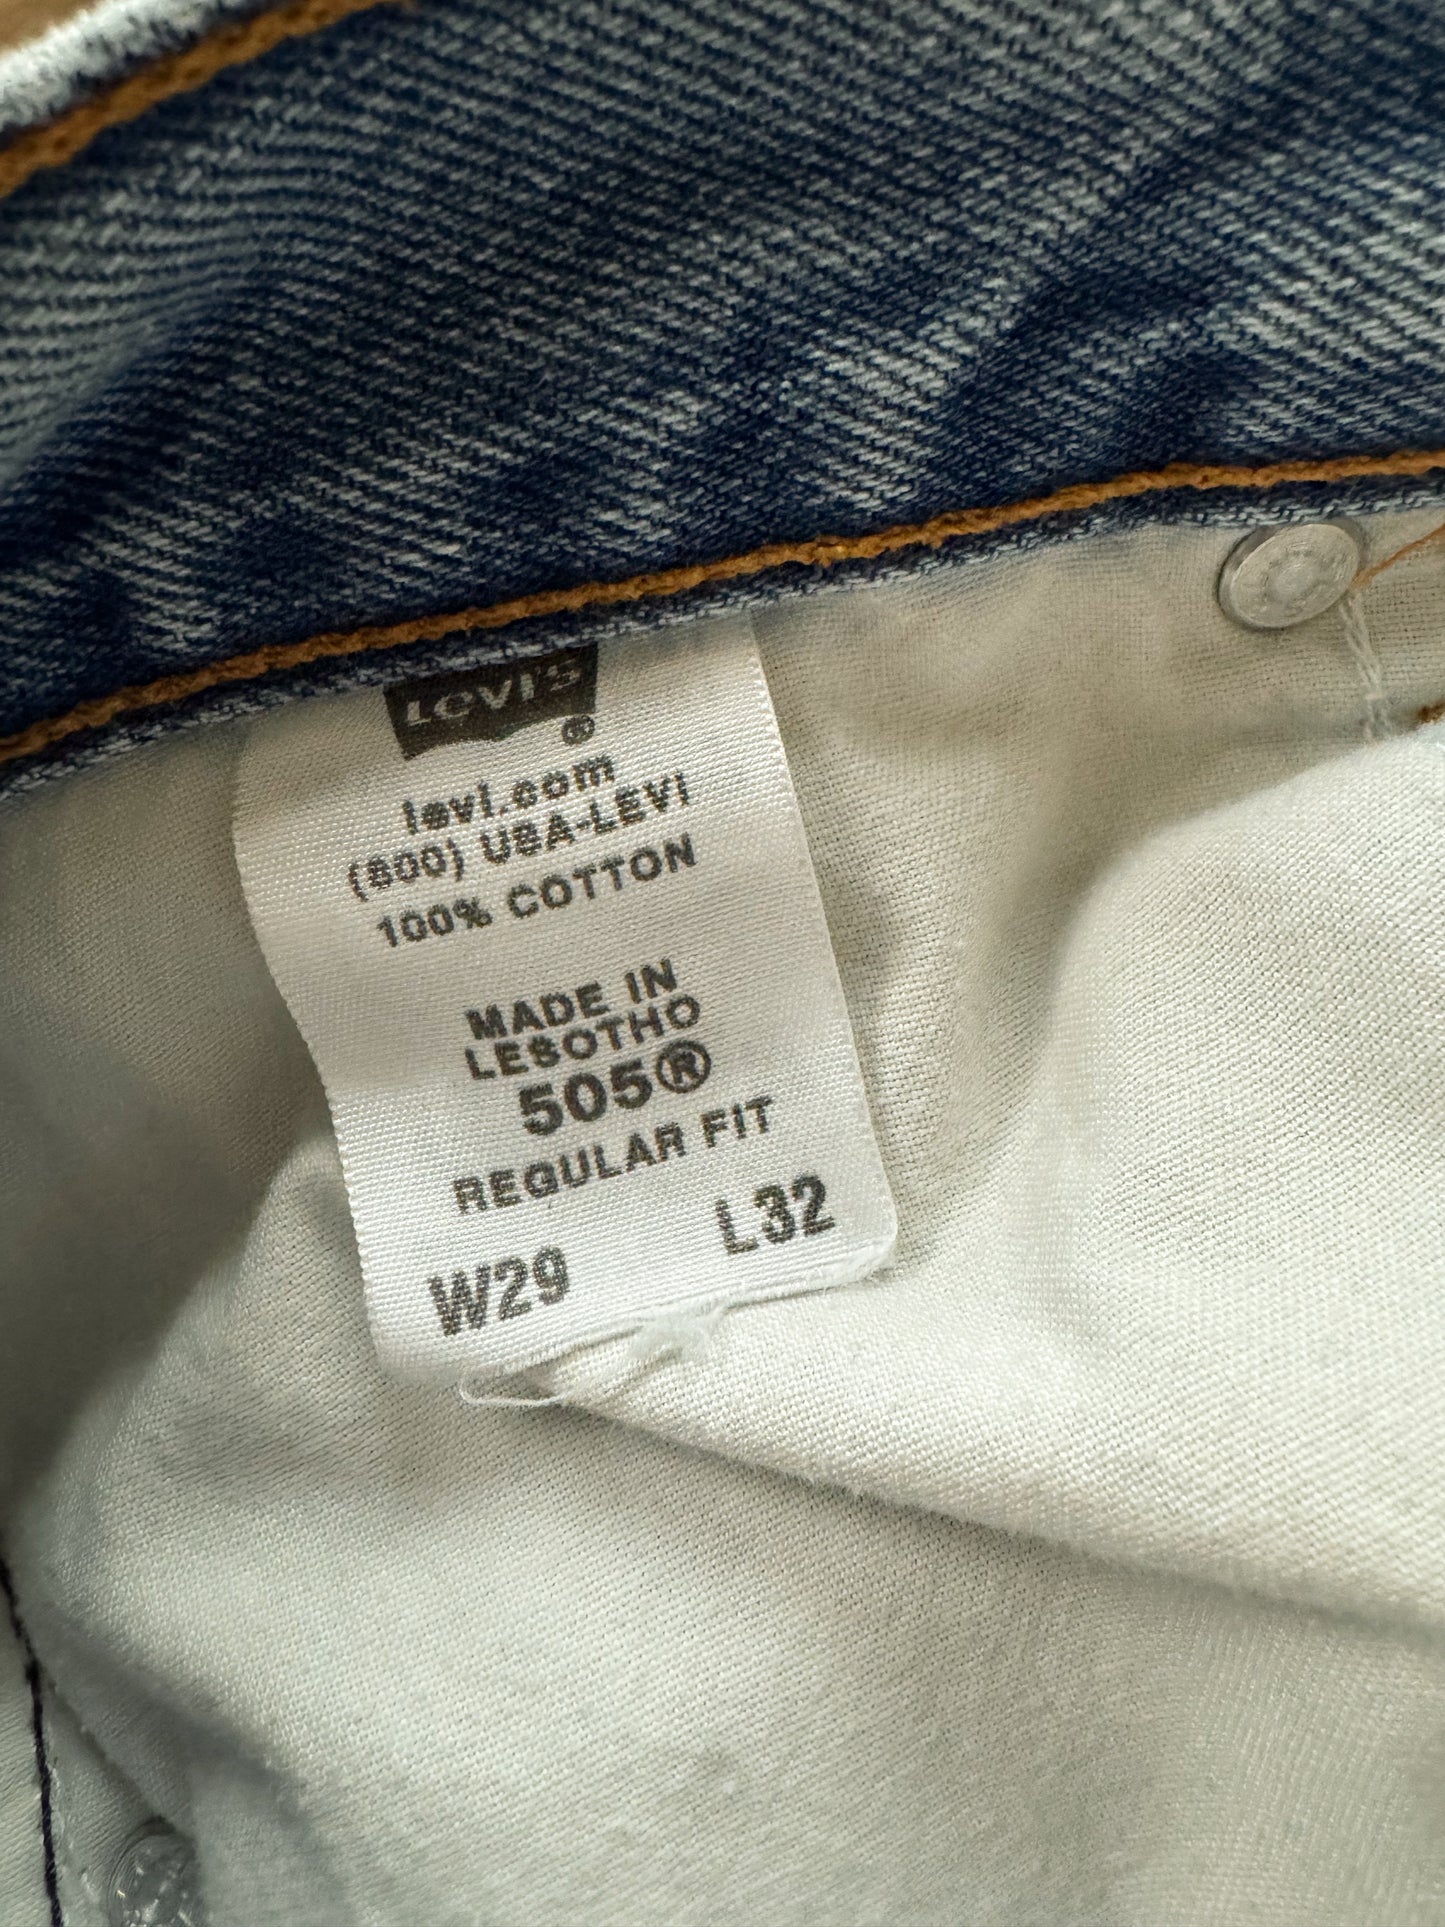 LEVI'S®
levi.com
(800) USA-LEVI
100% COTTON
MADE IN
LESOTHO
505®
REGULAR FIT
W29 L32